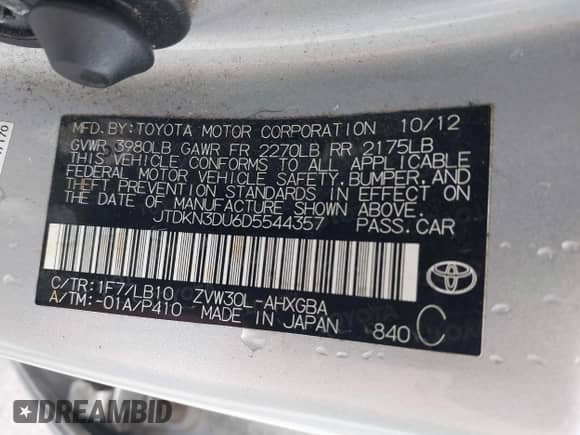 MFD. BY: TOYOTA MOTOR CORPORATION 10/12
GVWR 3980LB GAWR FR 2270LB RR 2175LB
THIS VEHICLE CONFORMS TO ALL APPLICABLE
FEDERAL MOTOR VEHICLE SAFETY, BUMPER, AND
THEFT PREVENTION STANDARDS IN EFFECT ON
THE DATE OF MANUFACTURE SHOWN ABOVE.
JTDKN3DU6D5544357 PASS. CAR
C/TR: 1F7/LB10 ZVW30L-AHXGBA
A/TM: -01A/P410 MADE IN JAPAN 840 C
DREAMBID